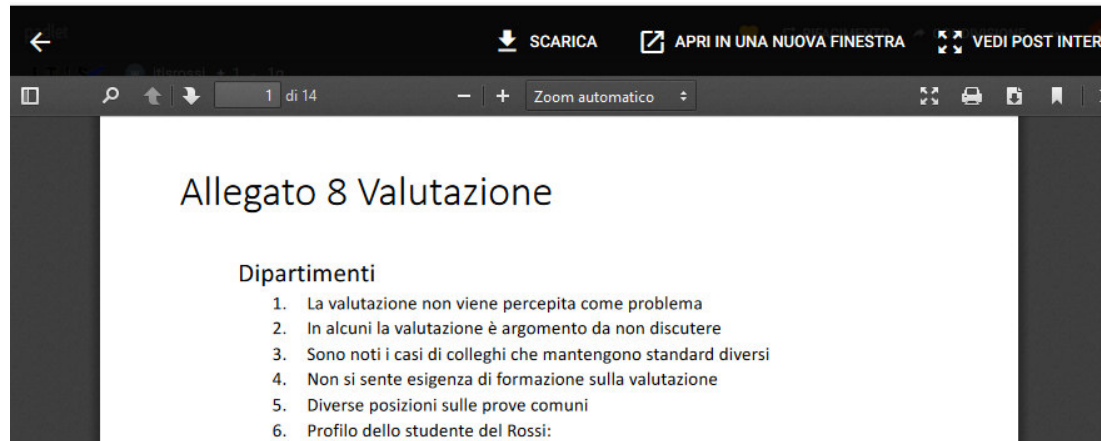 SCARICA
APRI IN UNA NUOVA FINESTRA
VEDI POST INTER
1 di 14
Zoom automatico
Allegato 8 Valutazione
Dipartimenti
1. La valutazione non viene percepita come problema
2. In alcuni la valutazione è argomento da non discutere
3. Sono noti i casi di colleghi che mantengono standard diversi
4. Non si sente esigenza di formazione sulla valutazione
5. Diverse posizioni sulle prove comuni
6. Profilo dello studente del Rossi: